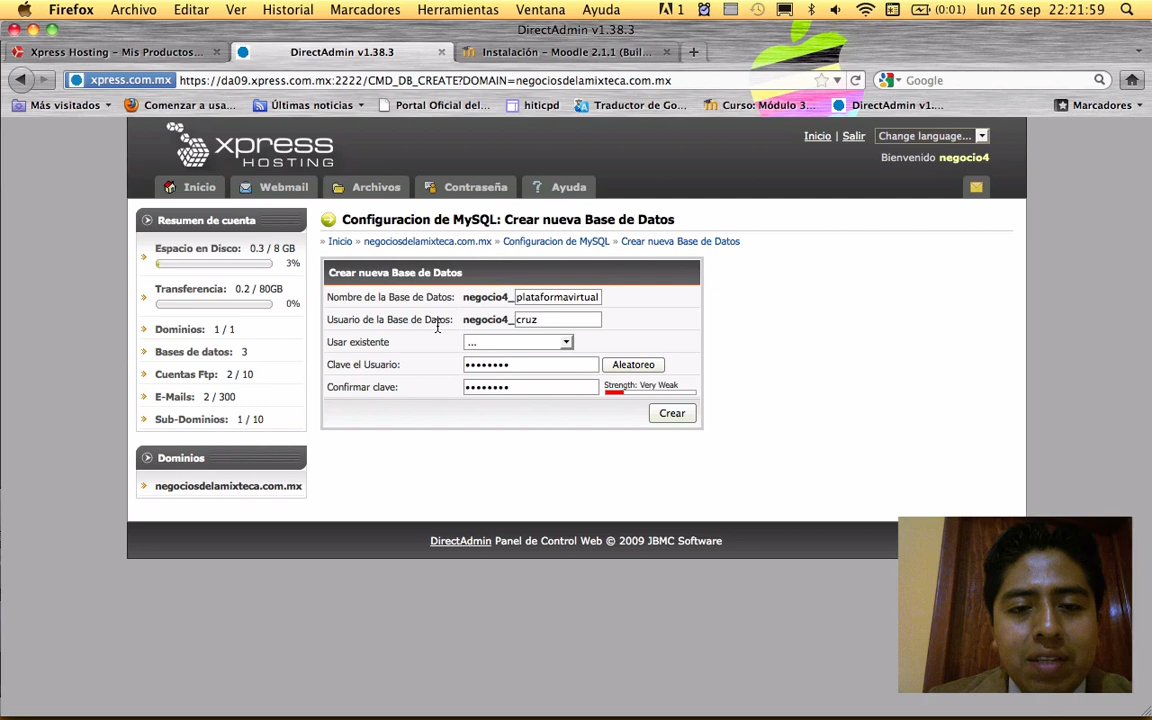 Firefox Archivo Editar Ver Historial Marcadores Herramientas Ventana Ayuda 1 (0:01) lun 26 sep 22:21:59
DirectAdmin v1.38.3
Xpress Hosting - Mis Productos... DirectAdmin v1.38.3 Instalación – Moodle 2.1.1 (Buil...
xpress.com.mx https://da09.xpress.com.mx:2222/CMD_DB_CREATE?DOMAIN=negociosdelamixteca.com.mx Google
Más visitados Comenzar a usa... Últimas noticias Portal Oficial del... hiticpd Traductor de Go... Curso: Módulo 3... DirectAdmin v1.... Marcadores
xpress
HOSTING
Inicio | Salir Change language...
Bienvenido negocio4
Inicio Webmail Archivos Contraseña ? Ayuda
Resumen de cuenta
Espacio en Disco: 0.3 / 8 GB
3%
Transferencia: 0.2 / 80GB
0%
Dominios: 1 / 1
Bases de datos: 3
Cuentas Ftp: 2 / 10
E-Mails: 2 / 300
Sub-Dominios: 1 / 10
Dominios
negociosdelamixteca.com.mx
Configuracion de MySQL: Crear nueva Base de Datos
» Inicio » negociosdelamixteca.com.mx » Configuracion de MySQL » Crear nueva Base de Datos
Crear nueva Base de Datos
Nombre de la Base de Datos: negocio4_ plataformavirtual
Usuario de la Base de Datos: negocio4_ cruz
Usar existente ...
Clave el Usuario: •••••••• Aleatoreo
Confirmar clave: •••••••• Strength: Very Weak
Crear
DirectAdmin Panel de Control Web © 2009 JBMC Software